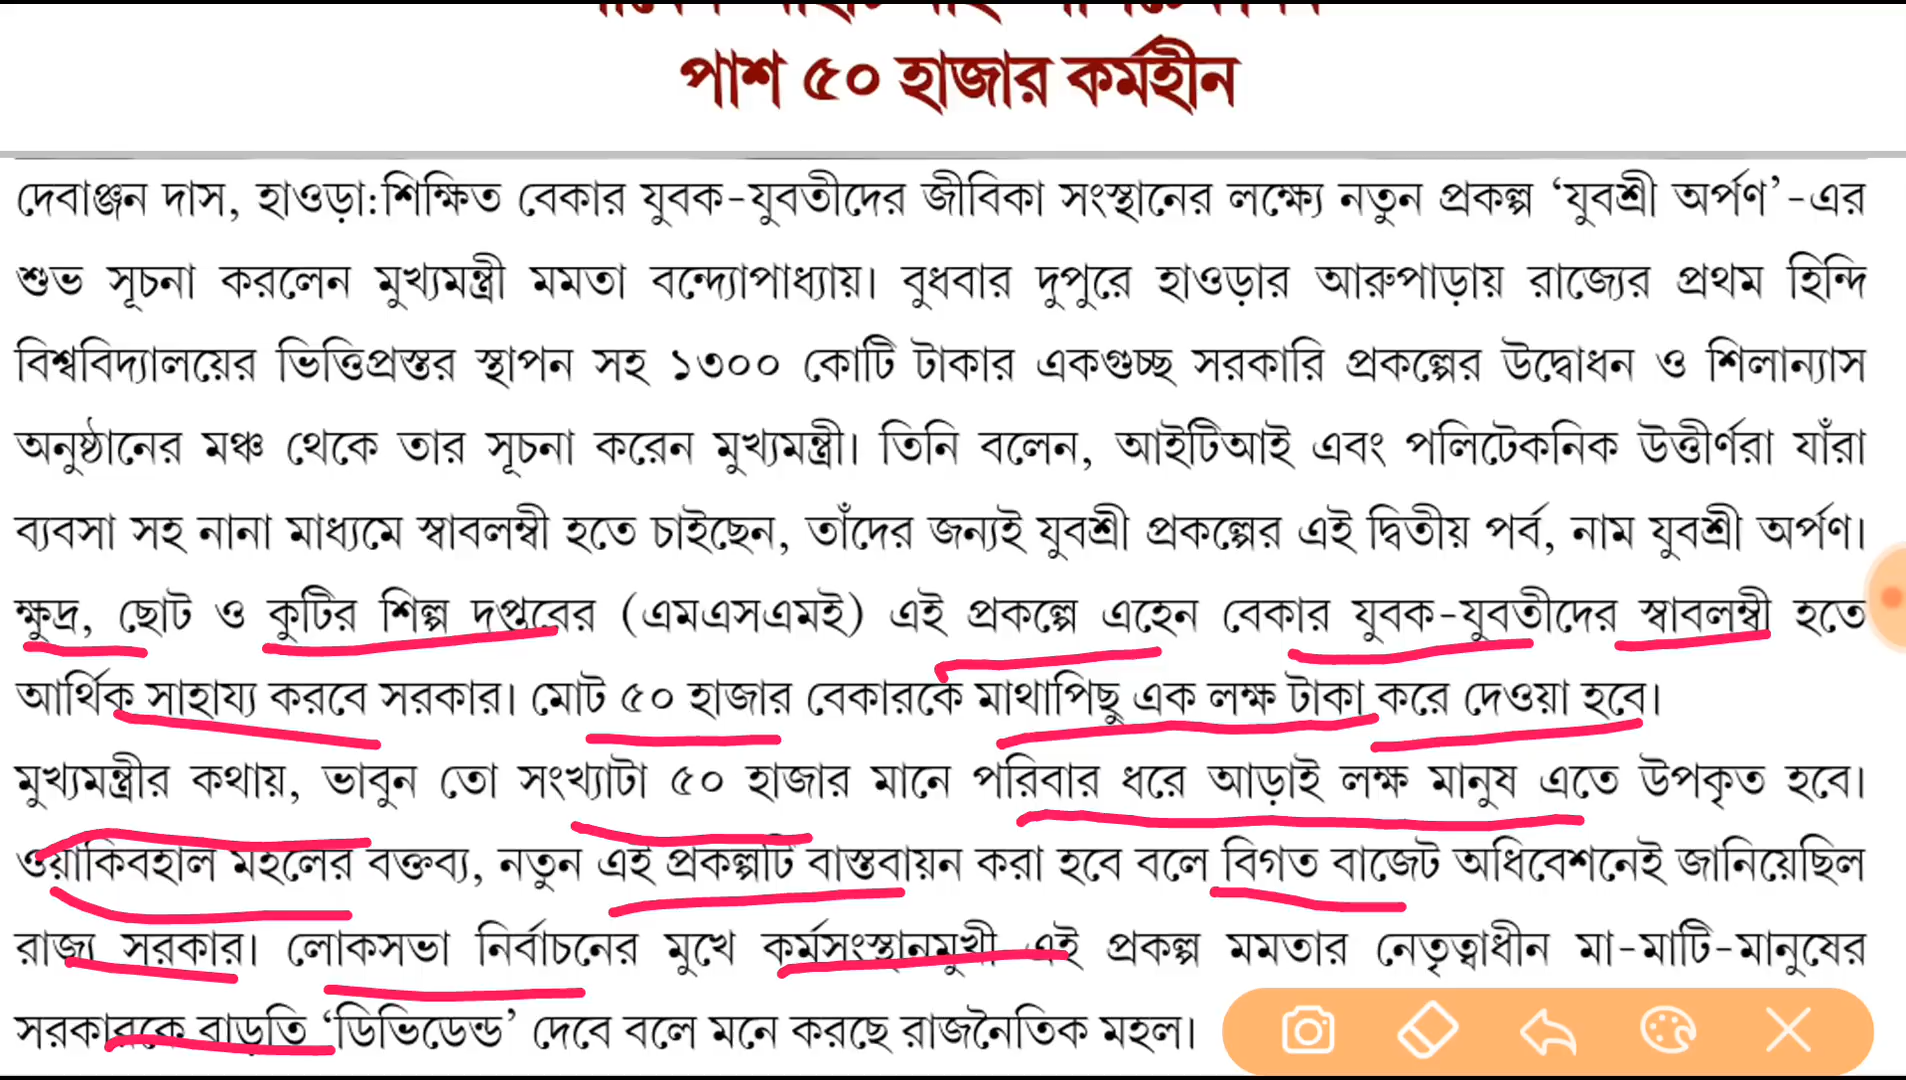 পাশ ৫০ হাজার কর্মহীন
দেবাঞ্জন দাস, হাওড়া:শিক্ষিত বেকার যুবক-যুবতীদের জীবিকা সংস্থানের লক্ষ্যে নতুন প্রকল্প ‘যুবশ্রী অর্পণ’-এর
শুভ সূচনা করলেন মুখ্যমন্ত্রী মমতা বন্দ্যোপাধ্যায়। বুধবার দুপুরে হাওড়ার আরুপাড়ায় রাজ্যের প্রথম হিন্দি
বিশ্ববিদ্যালয়ের ভিত্তিপ্রস্তর স্থাপন সহ ১৩০০ কোটি টাকার একগুচ্ছ সরকারি প্রকল্পের উদ্বোধন ও শিলান্যাস
অনুষ্ঠানের মঞ্চ থেকে তার সূচনা করেন মুখ্যমন্ত্রী। তিনি বলেন, আইটিআই এবং পলিটেকনিক উত্তীর্ণরা যাঁরা
ব্যবসা সহ নানা মাধ্যমে স্বাবলম্বী হতে চাইছেন, তাঁদের জন্যই যুবশ্রী প্রকল্পের এই দ্বিতীয় পর্ব, নাম যুবশ্রী অর্পণ।
ক্ষুদ্র, ছোট ও কুটির শিল্প দপ্তরের (এমএসএমই) এই প্রকল্পে এহেন বেকার যুবক-যুবতীদের স্বাবলম্বী হতে
আর্থিক সাহায্য করবে সরকার। মোট ৫০ হাজার বেকারকে মাথাপিছু এক লক্ষ টাকা করে দেওয়া হবে।
মুখ্যমন্ত্রীর কথায়, ভাবুন তো সংখ্যাটা ৫০ হাজার মানে পরিবার ধরে আড়াই লক্ষ মানুষ এতে উপকৃত হবে।
ওয়াকিবহাল মহলের বক্তব্য, নতুন এই প্রকল্পটি বাস্তবায়ন করা হবে বলে বিগত বাজেট অধিবেশনেই জানিয়েছিল
রাজ্য সরকার। লোকসভা নির্বাচনের মুখে কর্মসংস্থানমুখী এই প্রকল্প মমতার নেতৃত্বাধীন মা-মাটি-মানুষের
সরকারকে বাড়তি ‘ডিভিডেন্ড’ দেবে বলে মনে করছে রাজনৈতিক মহল।